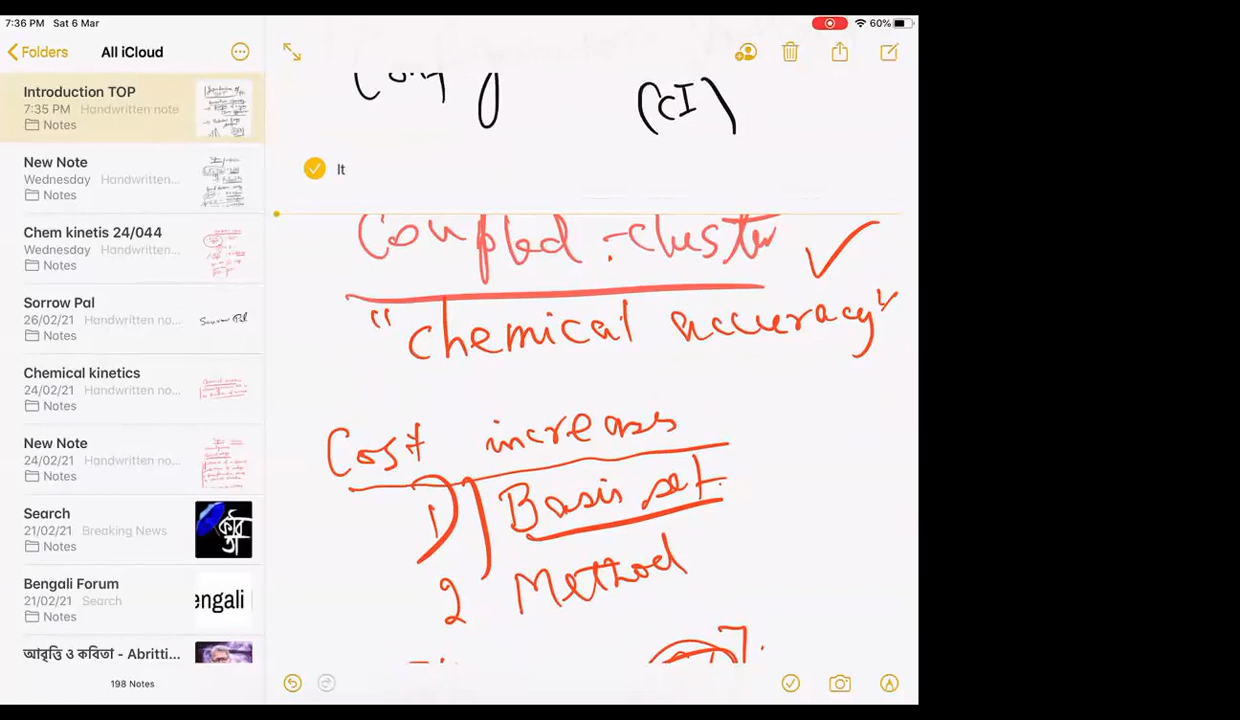 7:36 PM Sat 6 Mar
60%
Folders
All iCloud
Introduction TOP
7:35 PM Handwritten note
Notes
New Note
Wednesday Handwritten...
Notes
Chem kinetis 24/044
Wednesday Handwritten...
Notes
Sorrow Pal
26/02/21 Handwritten no...
Notes
Chemical kinetics
24/02/21 Handwritten no...
Notes
New Note
24/02/21 Handwritten no...
Notes
Search
21/02/21 Breaking News
Notes
Bengali Forum
21/02/21 Search
Notes
engali
আবৃত্তি ও কবিতা - Abritti...
198 Notes
(CI)
It
Coupled-cluster
"chemical accuracy"
Cost increases
1) Basis set.
2 Method